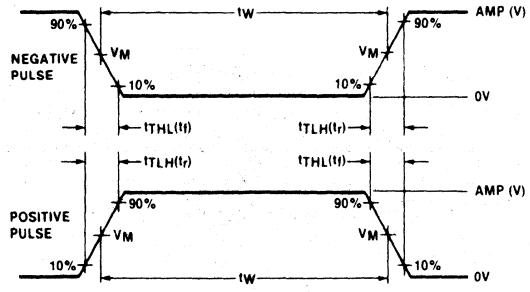 tW
AMP (V)
90%
90%
NEGATIVE
PULSE
VM
VM
10%
10%
0V
tTHL(tf)
tTLH(tr)
tTLH(tr)
tTHL(tf)
AMP (V)
90%
90%
POSITIVE
PULSE
VM
VM
10%
10%
tW
0V